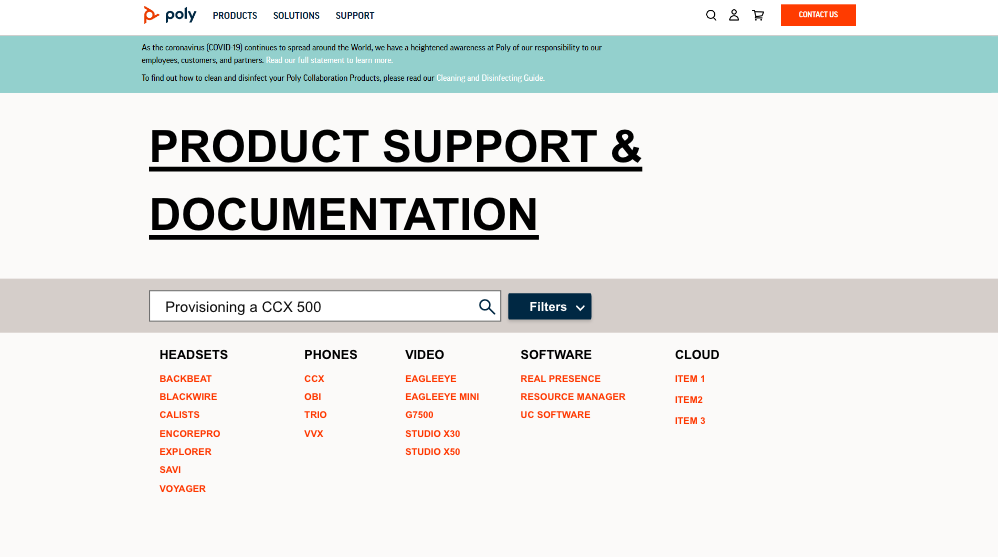 poly PRODUCTS SOLUTIONS SUPPORT CONTACT US
As the coronavirus (COVID 19) continues to spread around the World, we have a heightened awareness at Poly of our responsibility to our
employees, customers, and partners. Read our full statement to learn more.
To find out how to clean and disinfect your Poly Collaboration Products, please read our Cleaning and Disinfecting Guide.
PRODUCT SUPPORT &
DOCUMENTATION
Provisioning a CCX 500 Filters
HEADSETS
BACKBEAT
BLACKWIRE
CALISTS
ENCOREPRO
EXPLORER
SAVI
VOYAGER
PHONES
CCX
OBI
TRIO
VVX
VIDEO
EAGLEEYE
EAGLEEYE MINI
G7500
STUDIO X30
STUDIO X50
SOFTWARE
REAL PRESENCE
RESOURCE MANAGER
UC SOFTWARE
CLOUD
ITEM 1
ITEM2
ITEM 3